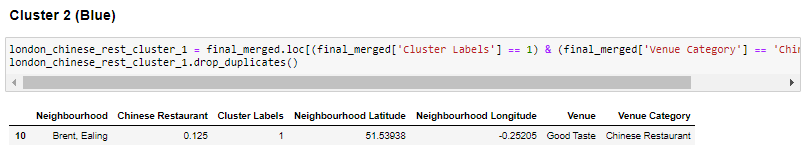 Cluster 2 (Blue)
london_chinese_rest_cluster_1 = final_merged.loc[(final_merged['Cluster Labels'] == 1) & (final_merged['Venue Category'] == 'Chin
london_chinese_rest_cluster_1.drop_duplicates()
Neighbourhood Chinese Restaurant Cluster Labels Neighbourhood Latitude Neighbourhood Longitude Venue Venue Category
10 Brent, Ealing 0.125 1 51.53938 -0.25205 Good Taste Chinese Restaurant